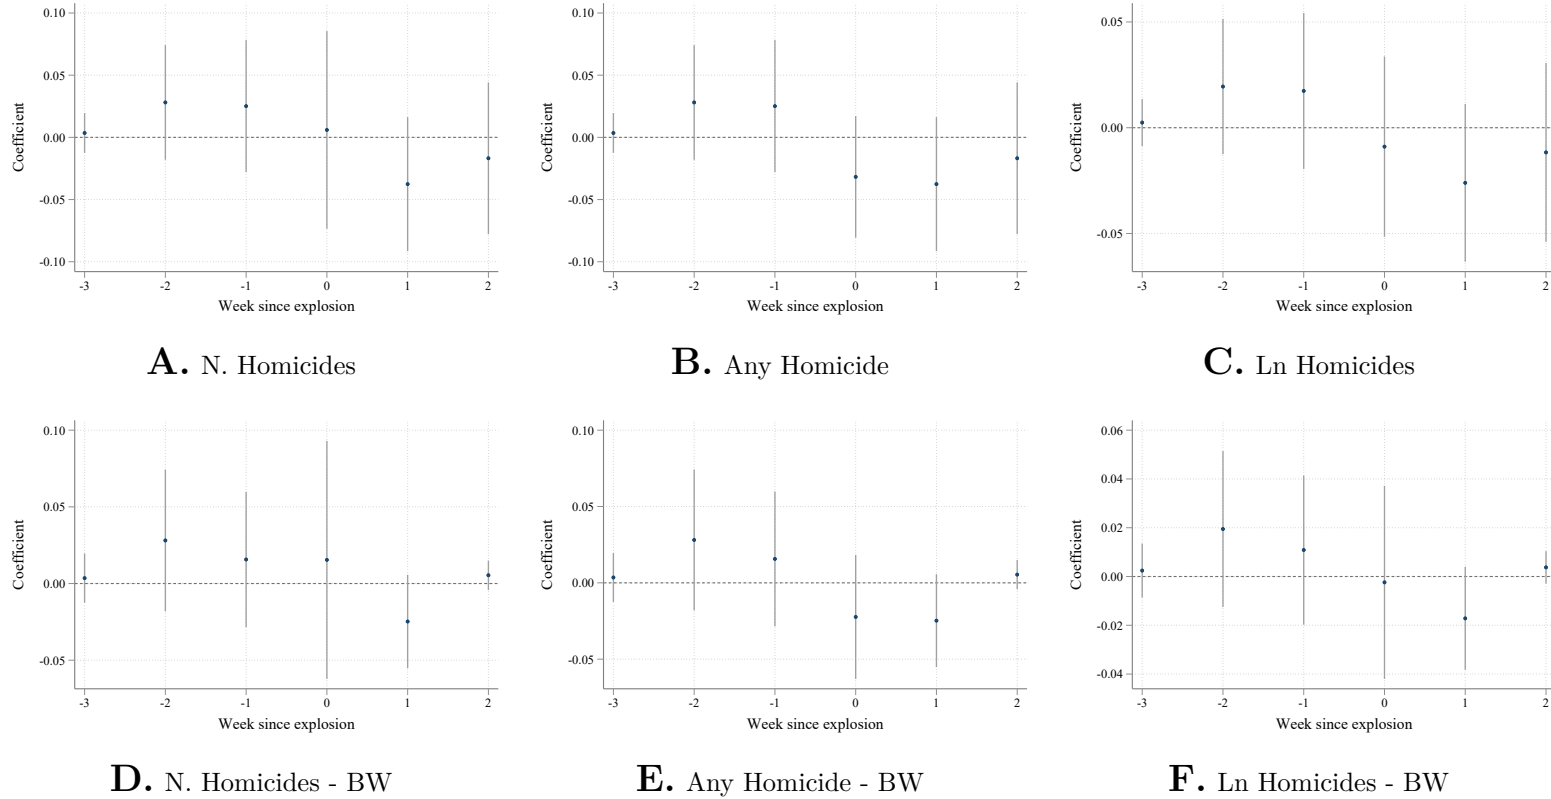 0.10
0.05
0.00
-0.05
-0.10
Coefficient
-3 -2 -1 0 1 2
Week since explosion
A. N. Homicides
0.10
0.05
0.00
-0.05
-0.10
Coefficient
-3 -2 -1 0 1 2
Week since explosion
B. Any Homicide
0.05
0.00
-0.05
Coefficient
-3 -2 -1 0 1 2
Week since explosion
C. Ln Homicides
0.10
0.05
0.00
-0.05
Coefficient
-3 -2 -1 0 1 2
Week since explosion
D. N. Homicides - BW
0.10
0.05
0.00
-0.05
Coefficient
-3 -2 -1 0 1 2
Week since explosion
E. Any Homicide - BW
0.06
0.04
0.02
0.00
-0.02
-0.04
Coefficient
-3 -2 -1 0 1 2
Week since explosion
F. Ln Homicides - BW